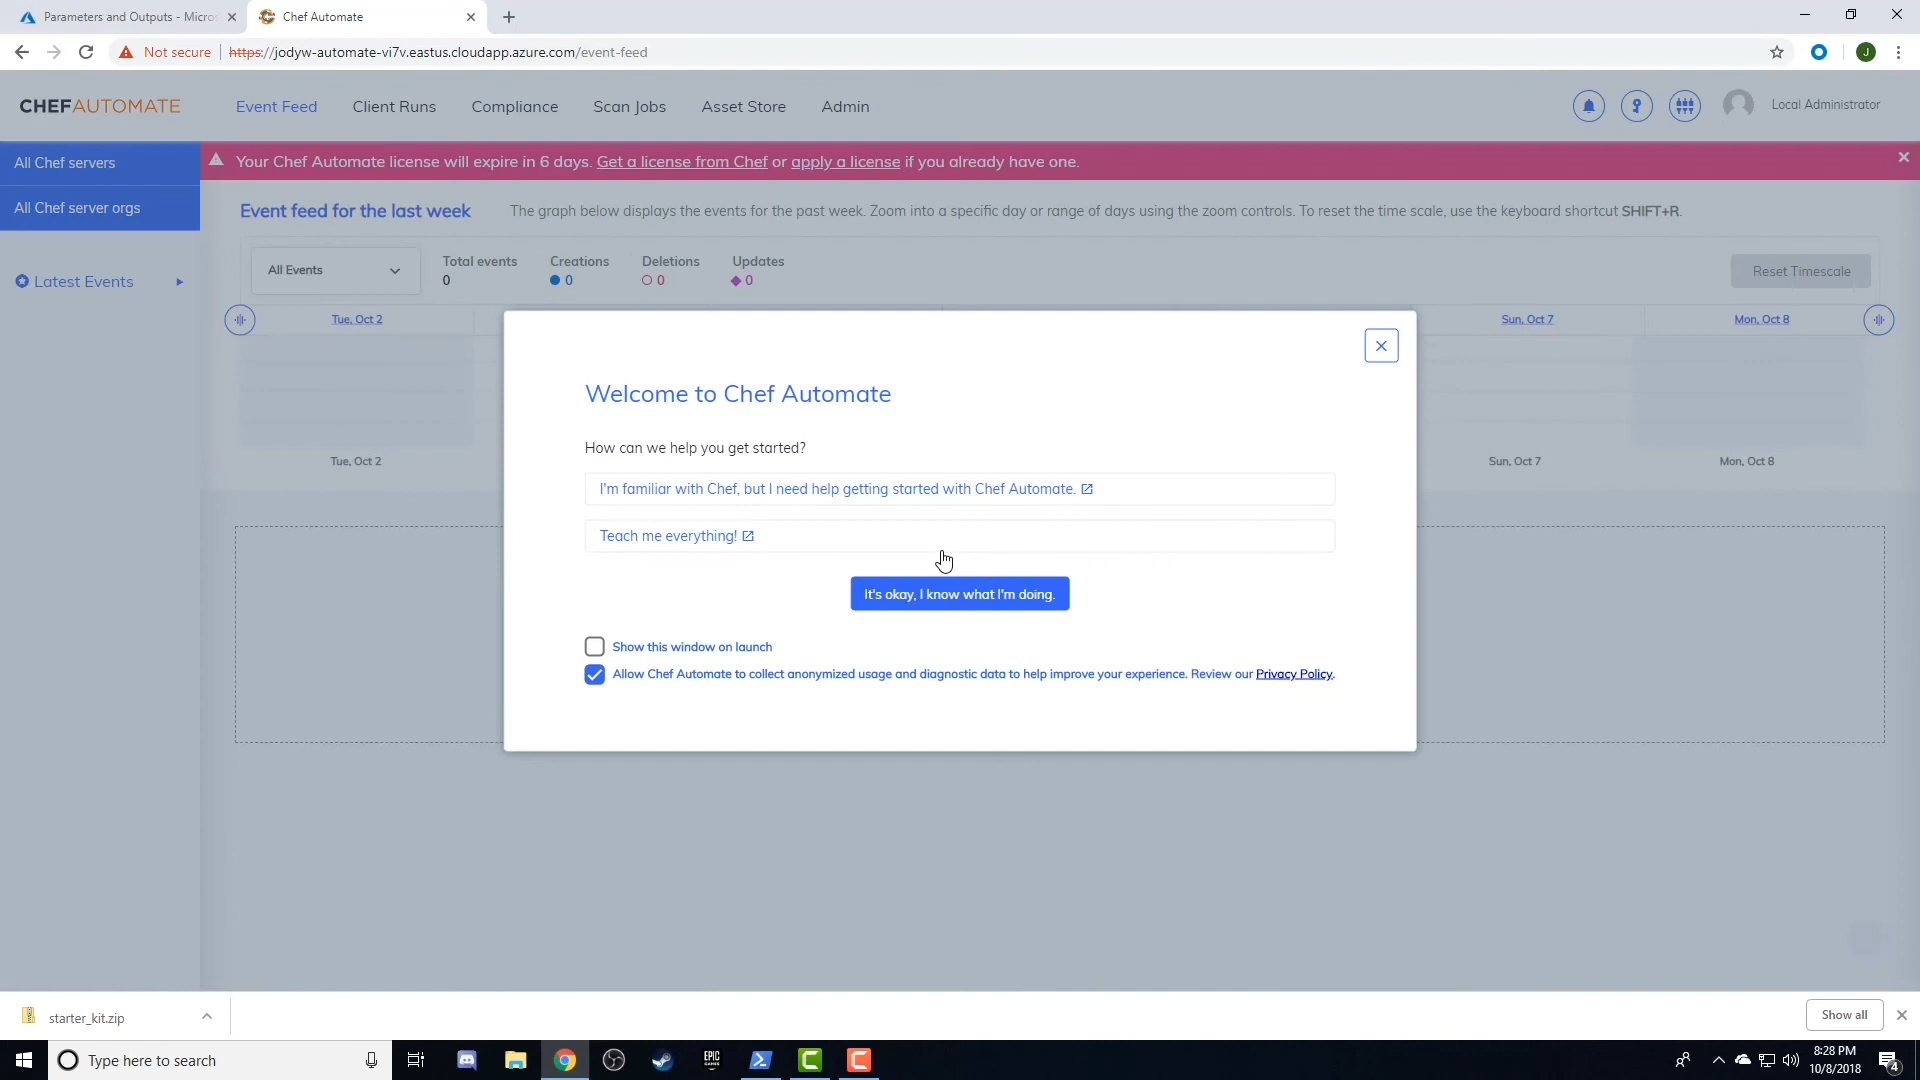 Parameters and Outputs - Micros
Chef Automate
Not secure
https://jodyw-automate-vi7v.eastus.cloudapp.azure.com/event-feed
J
CHEFAUTOMATE
Event Feed
Client Runs
Compliance
Scan Jobs
Asset Store
Admin
Local Administrator
All Chef servers
All Chef server orgs
Latest Events
Your Chef Automate license will expire in 6 days. Get a license from Chef or apply a license if you already have one.
Event feed for the last week
The graph below displays the events for the past week. Zoom into a specific day or range of days using the zoom controls. To reset the time scale, use the keyboard shortcut SHIFT+R.
All Events
Total events
0
Creations
0
Deletions
0
Updates
0
Reset Timescale
Tue, Oct 2
Sun, Oct 7
Mon, Oct 8
Tue, Oct 2
Sun, Oct 7
Mon, Oct 8
Welcome to Chef Automate
How can we help you get started?
I'm familiar with Chef, but I need help getting started with Chef Automate.
Teach me everything!
It's okay, I know what I'm doing.
Show this window on launch
Allow Chef Automate to collect anonymized usage and diagnostic data to help improve your experience. Review our Privacy Policy.
starter_kit.zip
Show all
Type here to search
EPIC
GAMES
8:28 PM
10/8/2018
4